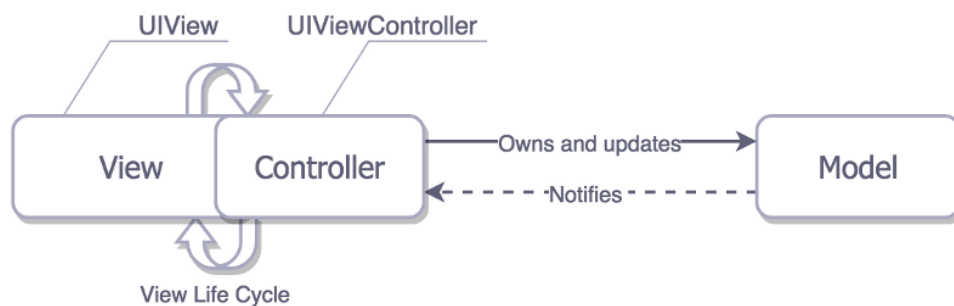 UIView
UIViewController
View
Controller
Owns and updates
Notifies
Model
View Life Cycle